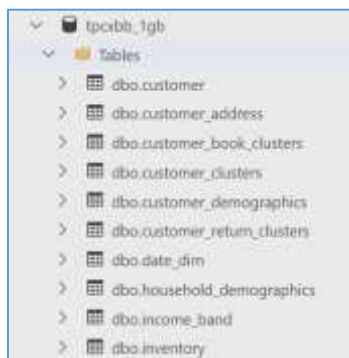 tpcxbb_1gb
Tables
dbo.customer
dbo.customer_address
dbo.customer_book_clusters
dbo.customer_clusters
dbo.customer_demographics
dbo.customer_return_clusters
dbo.date_dim
dbo.household_demographics
dbo.income_band
dbo.inventory